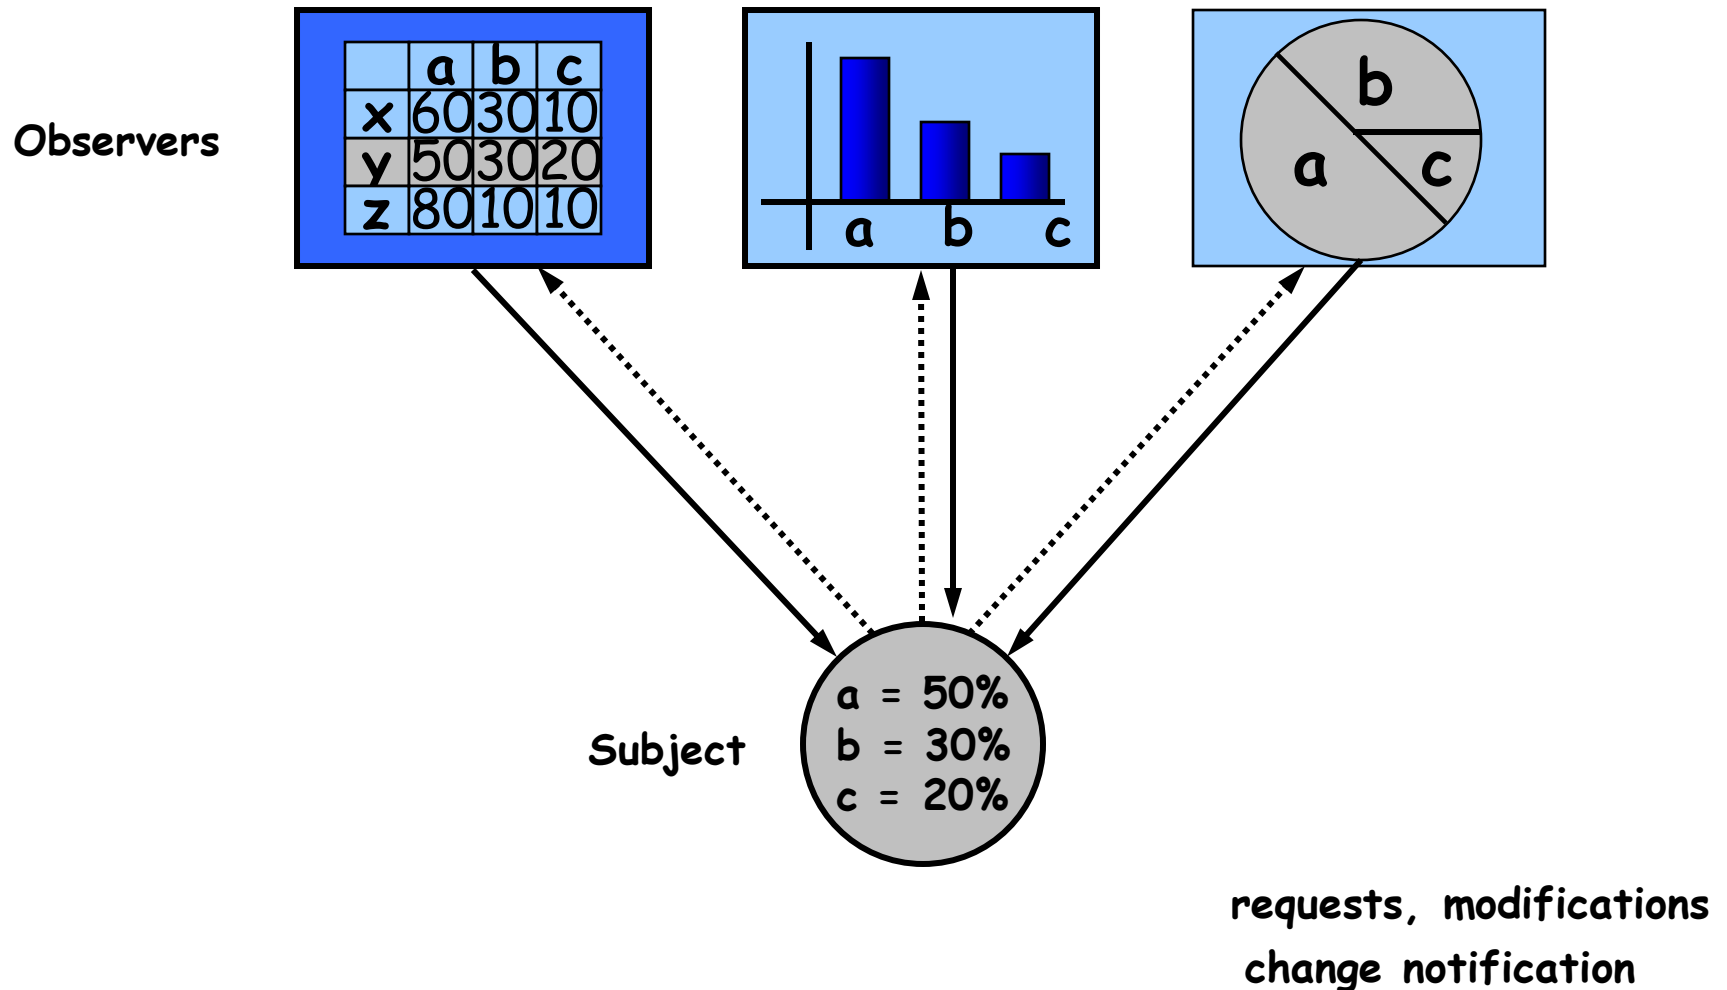 Observers
a b c
x 60 30 10
y 50 30 20
z 80 10 10
a b c
b
a c
a = 50%
Subject b = 30%
c = 20%
requests, modifications
change notification